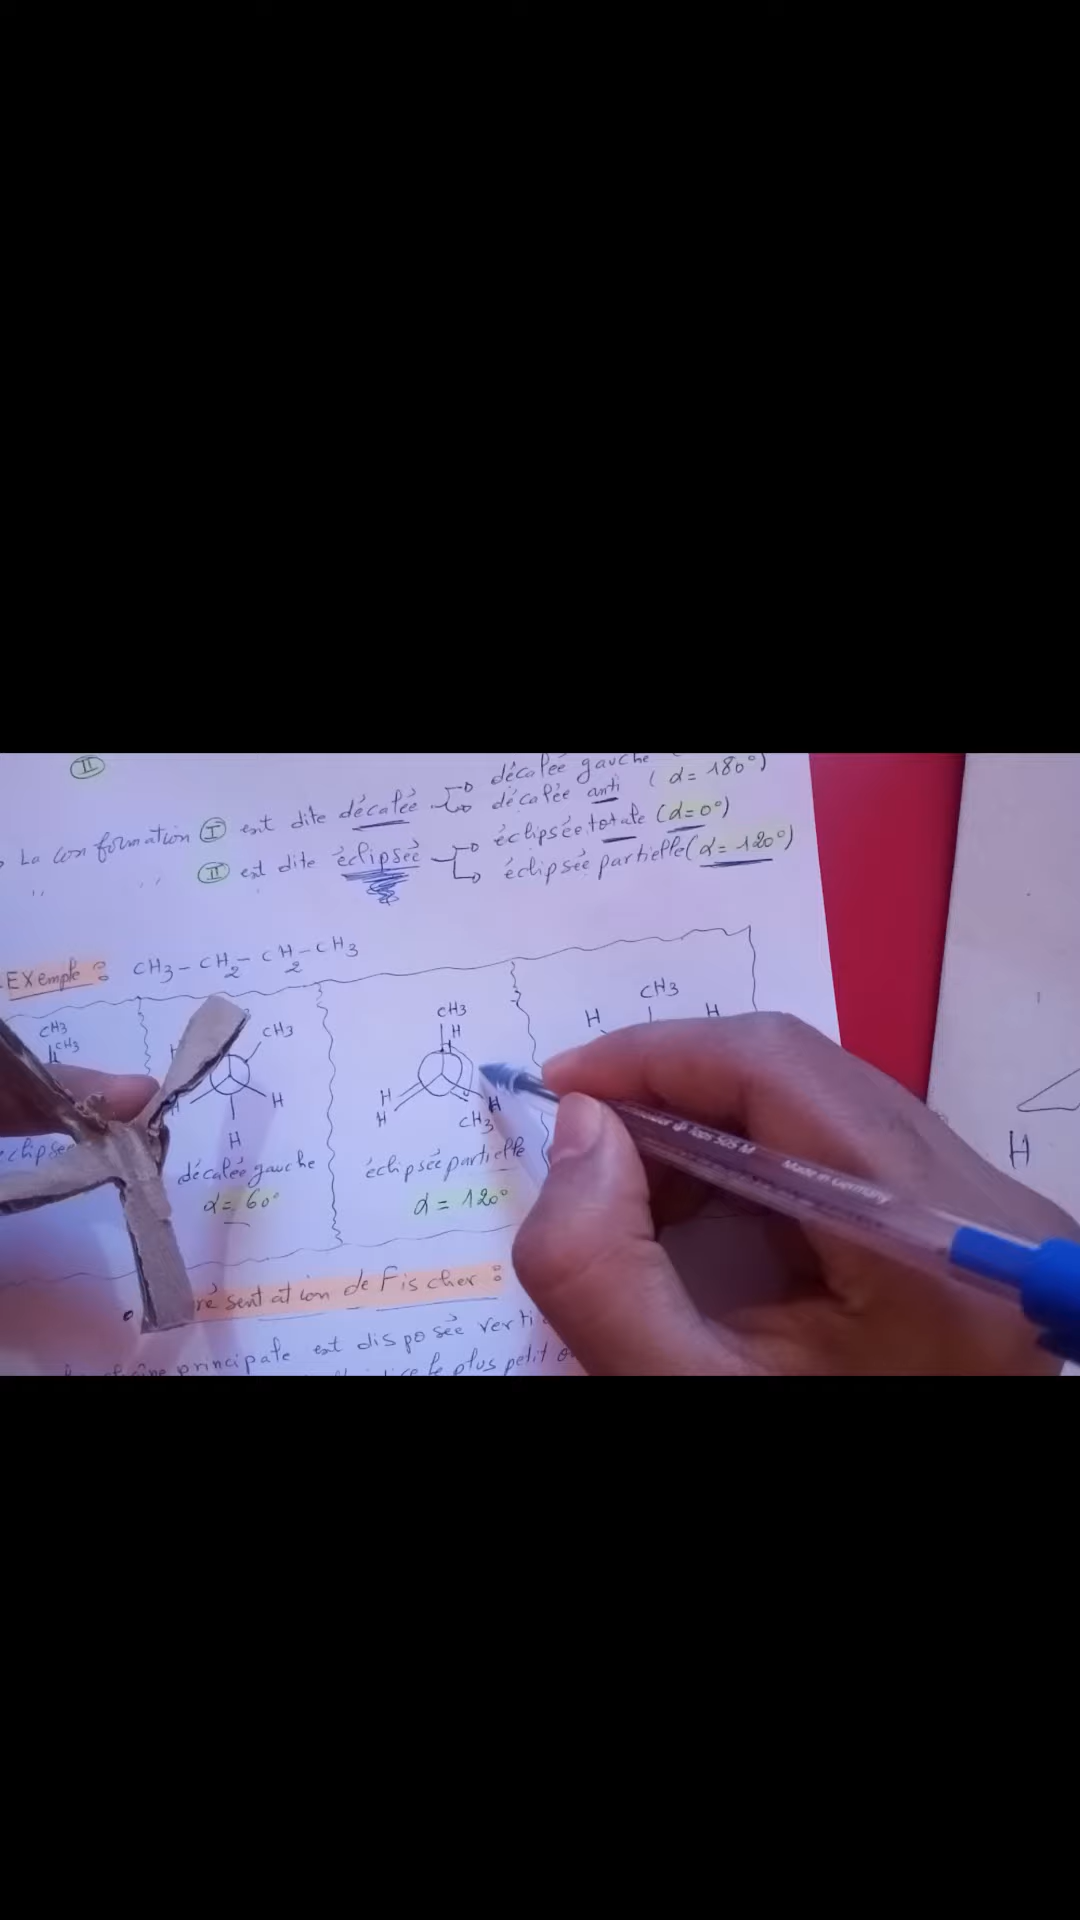 II
décalée gauche
La conformation I est dite décalée décalée anti (α = 180°)
éclipsée totale (α=0°)
" " II est dite éclipsée éclipsée partielle (α = 120°)
Exemple : CH3 - CH2 - CH2 - CH3
CH3 CH3
CH3
H H H
décalée gauche
α = 60°
CH3
H
H
H
H
CH3
éclipsée partielle
α = 120°
CH3
H H
H
résentation de Fischer :
principale est disposée verti
le plus petit
Made in Germany